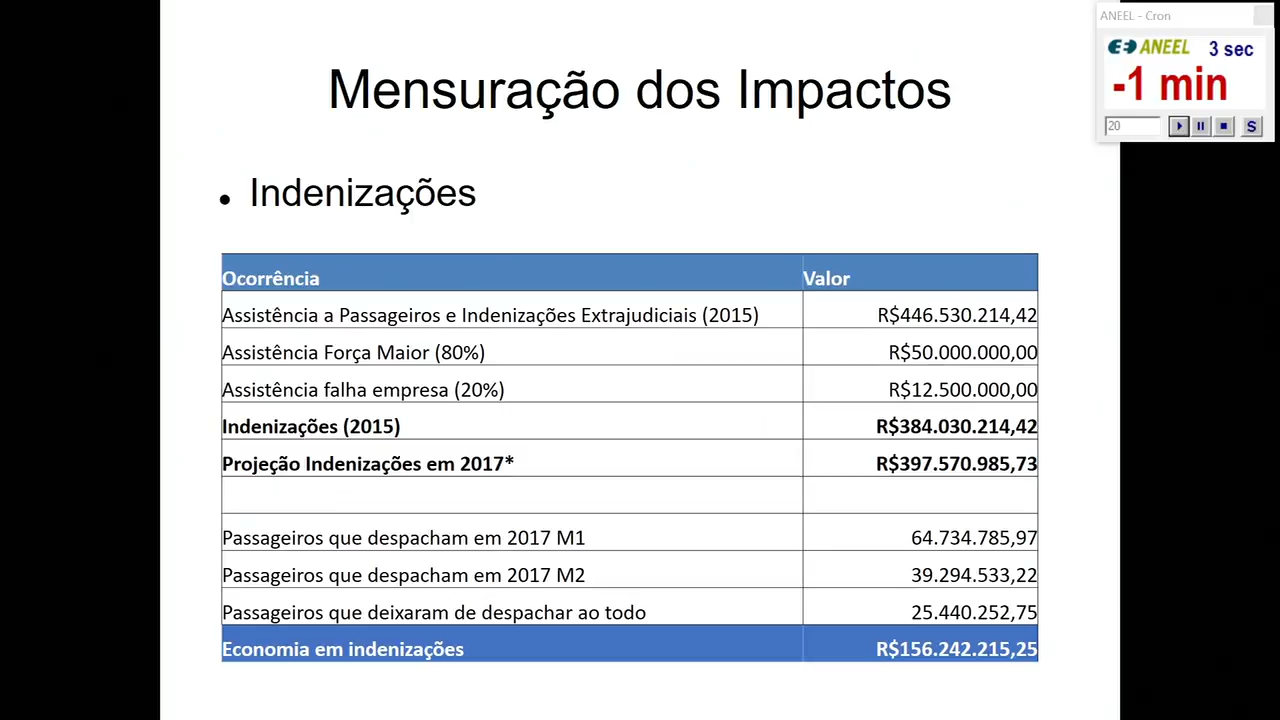 ANEEL - Cron
ANEEL 3 sec
-1 min
20
S
Mensuração dos Impactos
• Indenizações
Ocorrência Valor
Assistência a Passageiros e Indenizações Extrajudiciais (2015) R$446.530.214,42
Assistência Força Maior (80%) R$50.000.000,00
Assistência falha empresa (20%) R$12.500.000,00
Indenizações (2015) R$384.030.214,42
Projeção Indenizações em 2017* R$397.570.985,73
Passageiros que despacham em 2017 M1 64.734.785,97
Passageiros que despacham em 2017 M2 39.294.533,22
Passageiros que deixaram de despachar ao todo 25.440.252,75
Economia em indenizações R$156.242.215,25